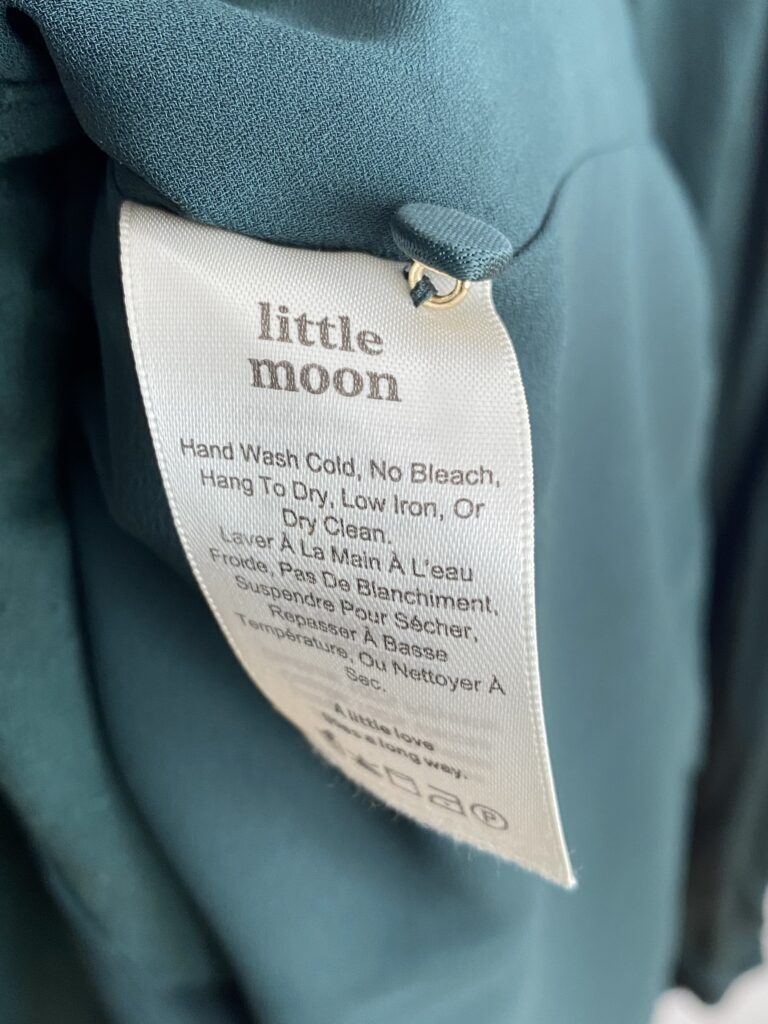 little
moon
Hand Wash Cold, No Bleach,
Hang To Dry, Low Iron, Or
Dry Clean.
Laver À La Main À L'eau
Froide, Pas De Blanchiment,
Suspendre Pour Sécher,
Repasser À Basse
Température, Ou Nettoyer À
Sec.
A little love
goes a long way.
P